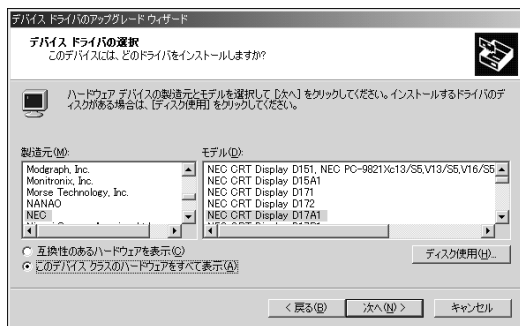 デバイス ドライバのアップグレード ウィザード
デバイス ドライバの選択
このデバイスには、どのドライバをインストールしますか?
ハードウェア デバイスの製造元とモデルを選択して [次へ] をクリックしてください。インストールするドライバのデ
ィスクがある場合は、[ディスク使用] をクリックしてください。
製造元(M):
Modgraph, Inc.
Monitronix, Inc.
Morse Technology, Inc.
NANAO
NEC
モデル(D):
NEC CRT Display D151, NEC PC-9821Xc13/S5,V13/S5,V16/S5
NEC CRT Display D15A1
NEC CRT Display D171
NEC CRT Display D172
NEC CRT Display D17A1
互換性のあるハードウェアを表示(C)
このデバイス クラスのハードウェアをすべて表示(A)
ディスク使用(H)...
< 戻る(B)
次へ(N) >
キャンセル